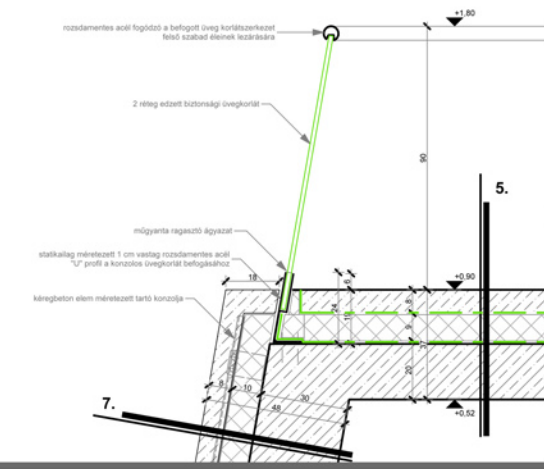 rozsdamentes acél fogódzó a befogott üveg korlátszerkezet
felső szabad éleinek lezárására
+1,80
2 réteg edzett biztonsági üvegkorlát
90
5.
műgyanta ragasztó ágyazat
statikailag méretezett 1 cm vastag rozsdamentes acél
"U" profil a konzolos üvegkorlát befogásához
18
6
+0,90
kéregbeton elem méretezett tartó konzolja
24
19
8
9
37
20
8
10
30
48
7.
+0,52